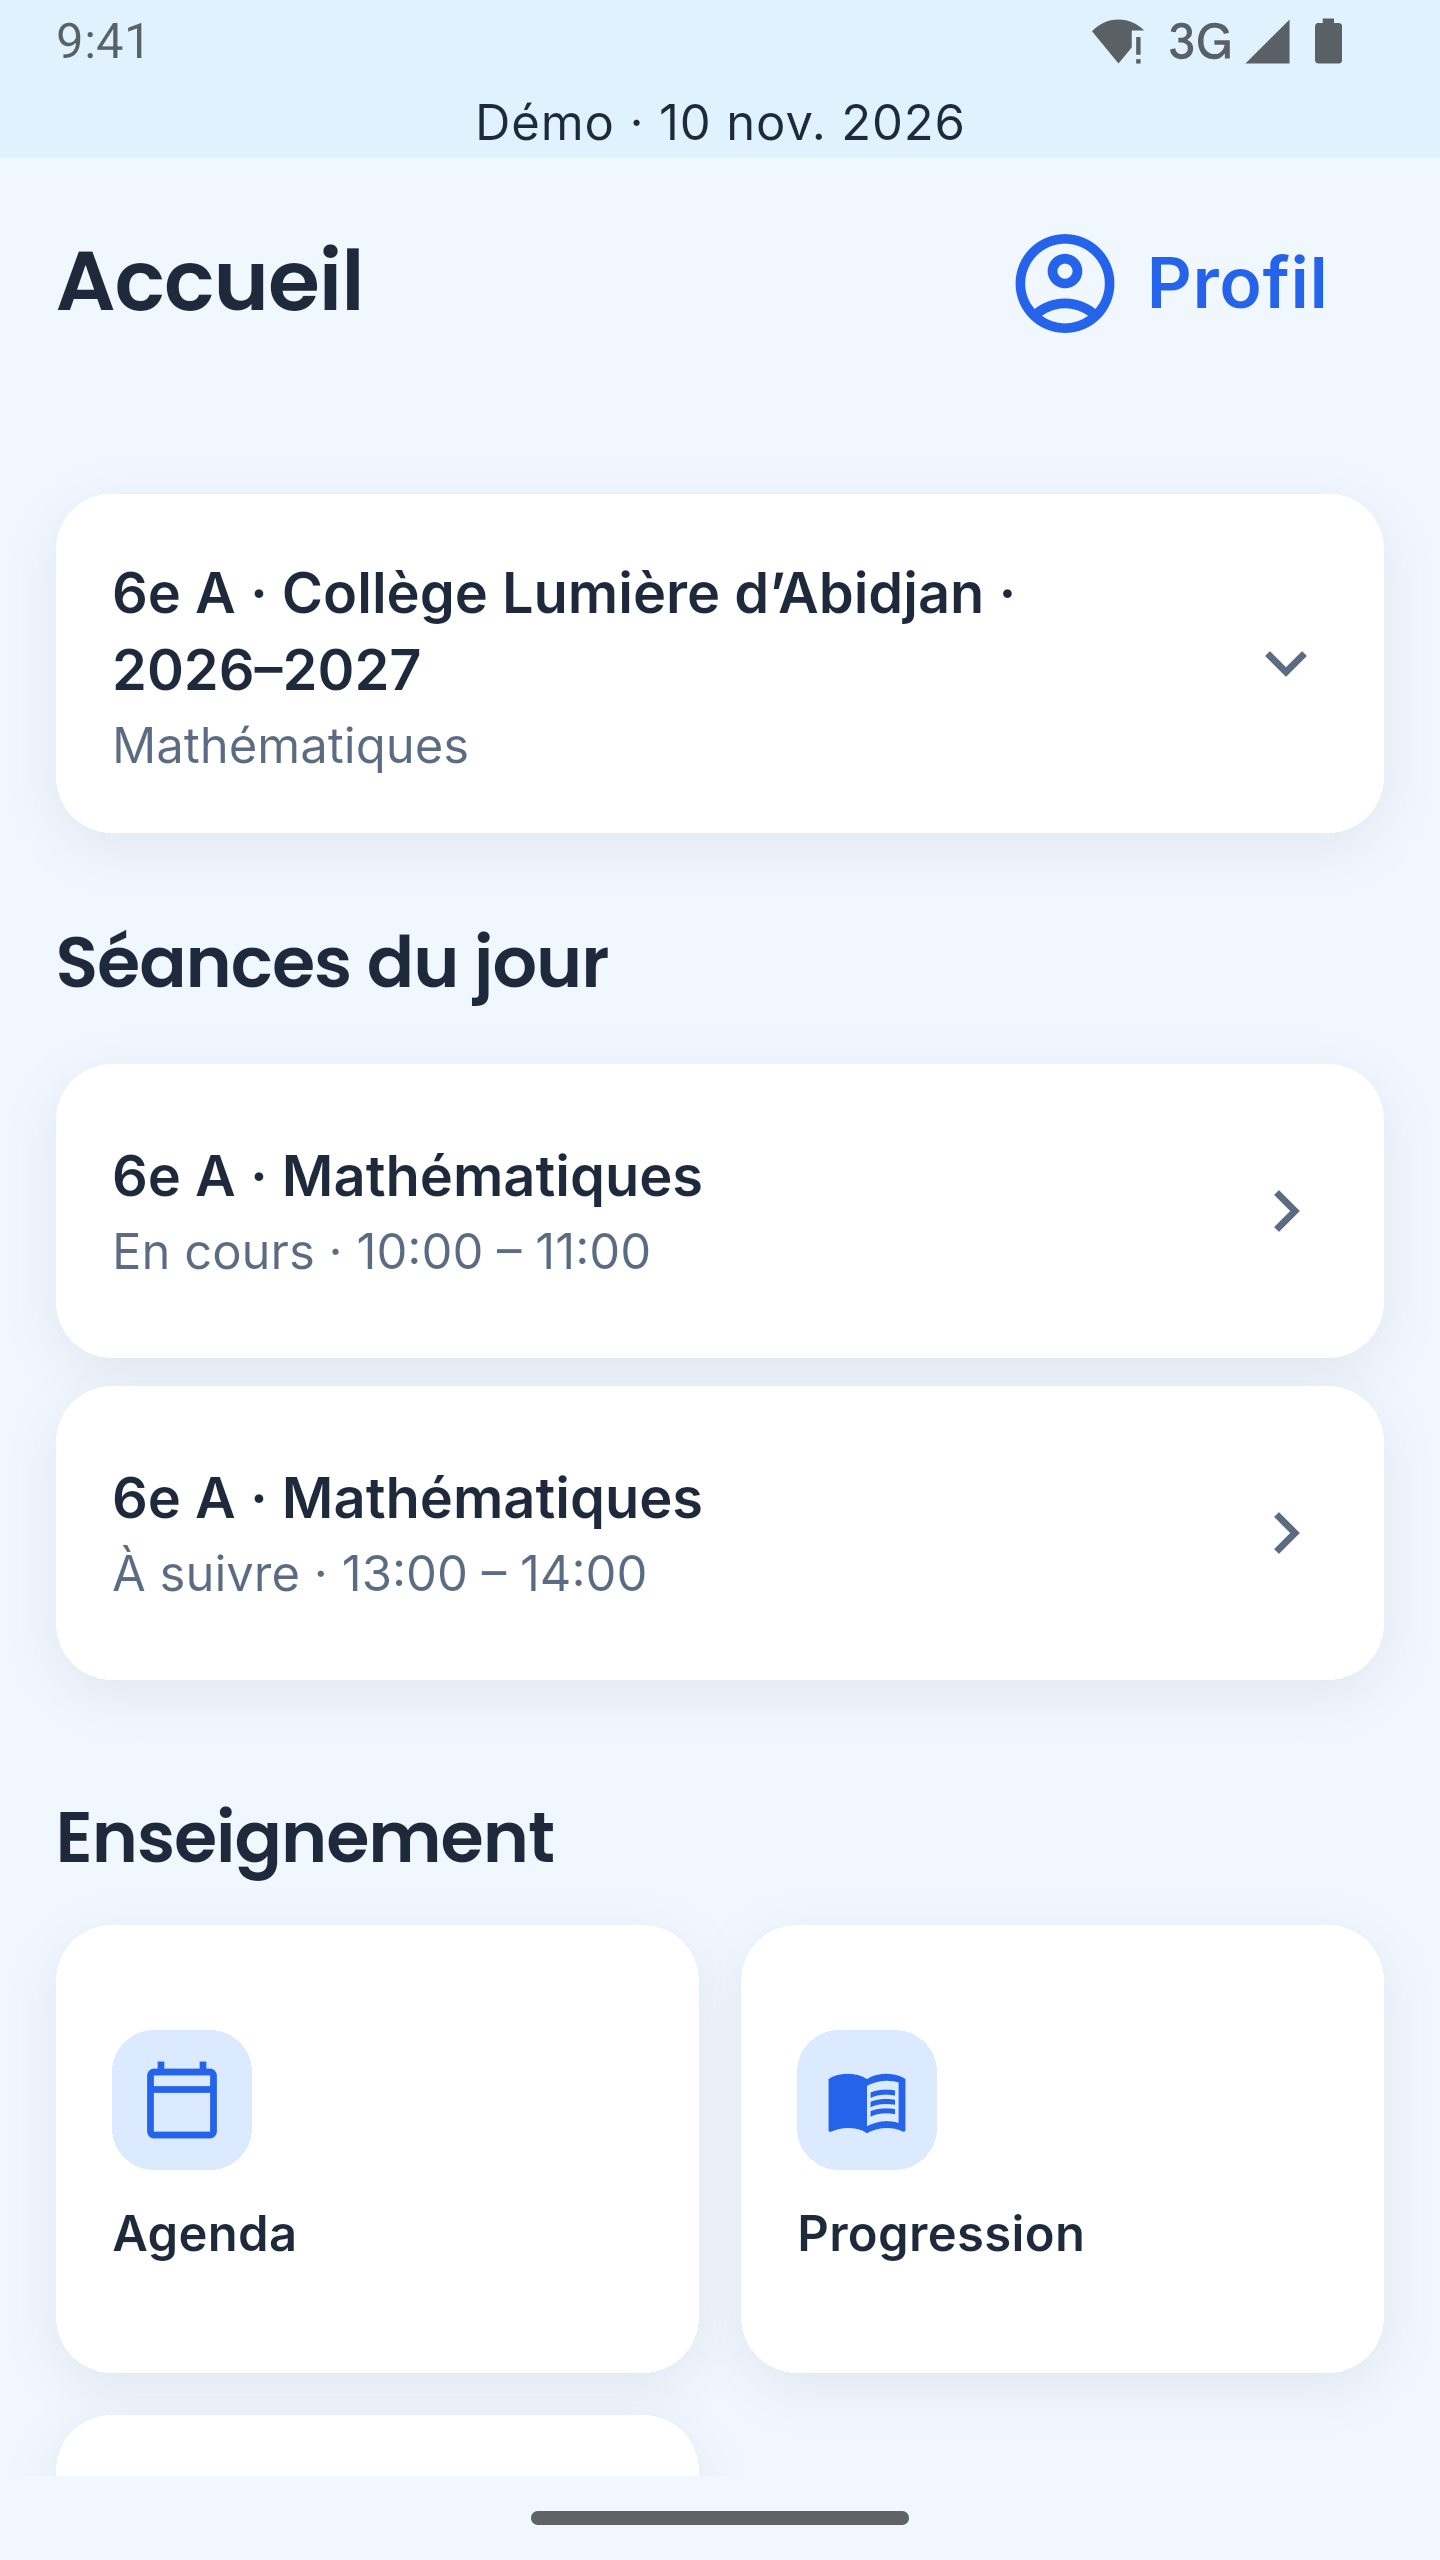 9:41
3G
Démo · 10 nov. 2026
Accueil
Profil
6e A · Collège Lumière d’Abidjan ·
2026–2027
Mathématiques
Séances du jour
6e A · Mathématiques
En cours · 10:00 – 11:00
6e A · Mathématiques
À suivre · 13:00 – 14:00
Enseignement
Agenda
Progression